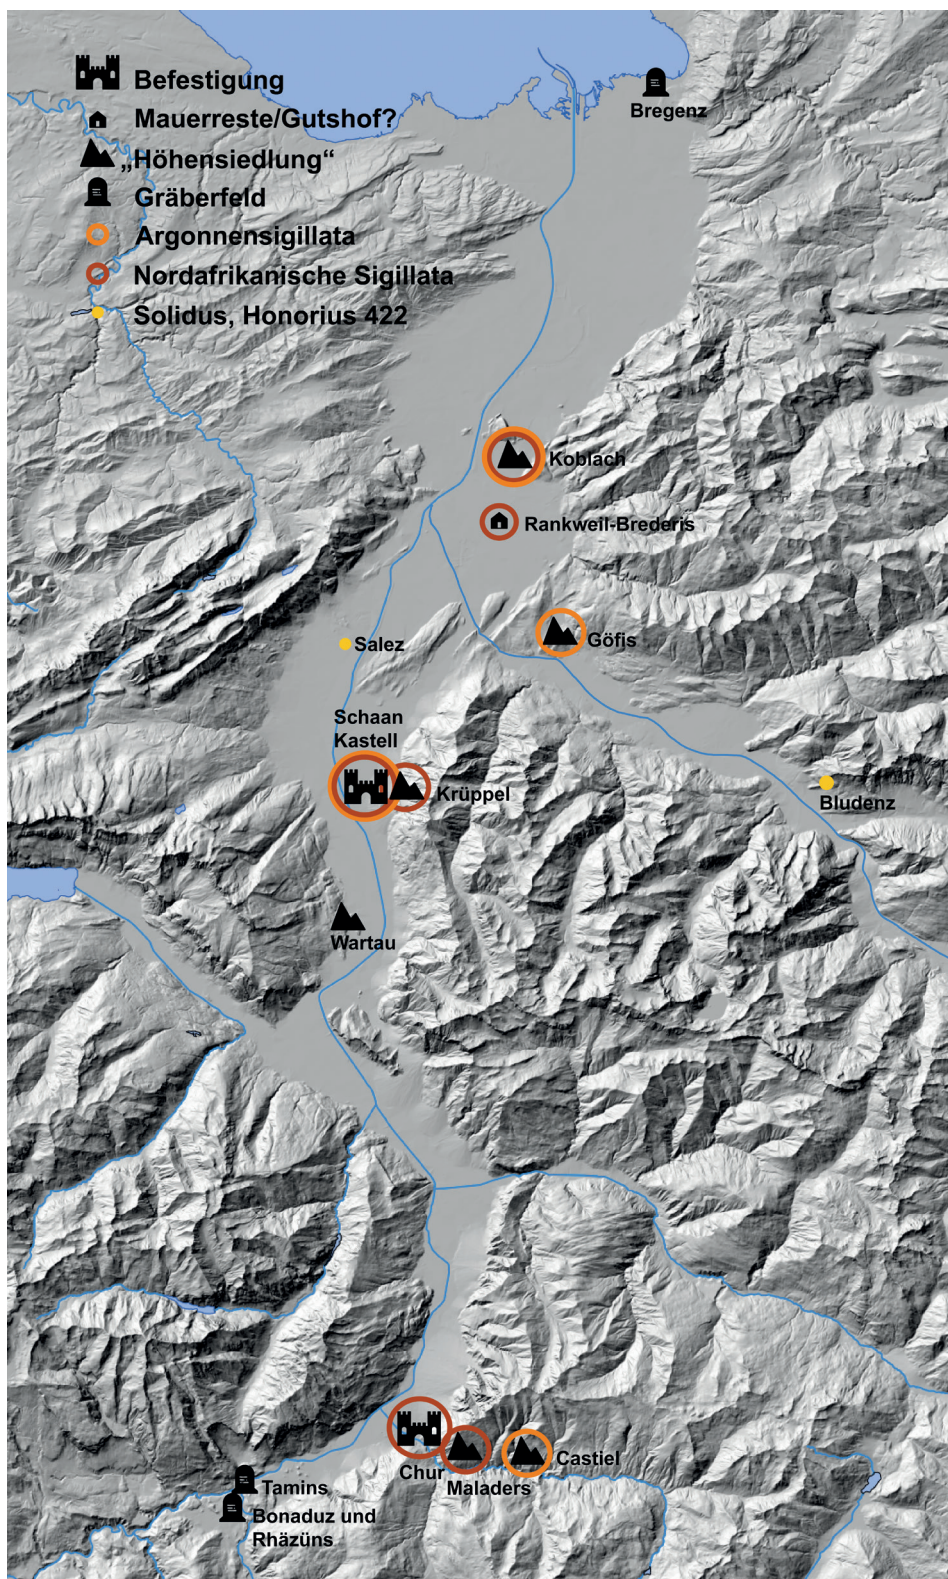 Befestigung
Mauerreste/Gutshof?
„Höhensiedlung“
Gräberfeld
Argonnensigillata
Nordafrikanische Sigillata
Solidus, Honorius 422
Bregenz
Koblach
Rankweil-Brederis
Göfis
Salez
Schaan
Kastell
Krüppel
Bludenz
Wartau
Chur
Maladers
Castiel
Tamins
Bonaduz und
Rhäzüns